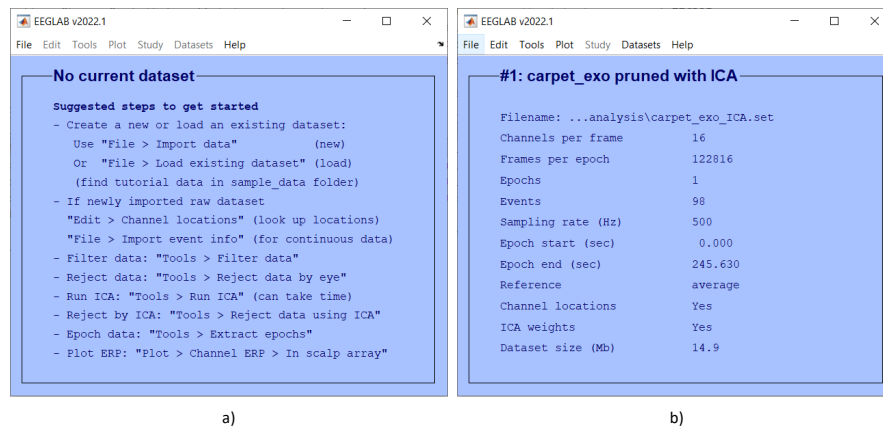 EEGLAB v2022.1
File Edit Tools Plot Study Datasets Help
No current dataset
Suggested steps to get started
- Create a new or load an existing dataset:
Use "File > Import data" (new)
Or "File > Load existing dataset" (load)
(find tutorial data in sample_data folder)
- If newly imported raw dataset
"Edit > Channel locations" (look up locations)
"File > Import event info" (for continuous data)
- Filter data: "Tools > Filter data"
- Reject data: "Tools > Reject data by eye"
- Run ICA: "Tools > Run ICA" (can take time)
- Reject by ICA: "Tools > Reject data using ICA"
- Epoch data: "Tools > Extract epochs"
- Plot ERP: "Plot > Channel ERP > In scalp array"
a)
EEGLAB v2022.1
File Edit Tools Plot Study Datasets Help
#1: carpet_exo pruned with ICA
Filename: ...analysis\carpet_exo_ICA.set
Channels per frame 16
Frames per epoch 122816
Epochs 1
Events 98
Sampling rate (Hz) 500
Epoch start (sec) 0.000
Epoch end (sec) 245.630
Reference average
Channel locations Yes
ICA weights Yes
Dataset size (Mb) 14.9
b)